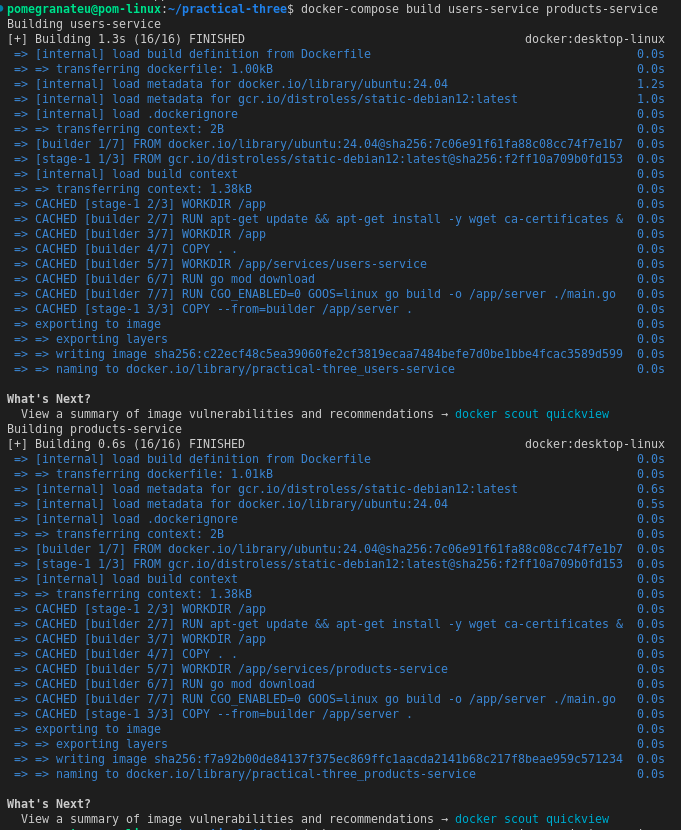 pomegranateu@pom-linux:~/practical-three$ docker-compose build users-service products-service
Building users-service
[+] Building 1.3s (16/16) FINISHED docker:desktop-linux
=> [internal] load build definition from Dockerfile 0.0s
=> => transferring dockerfile: 1.00kB 0.0s
=> [internal] load metadata for docker.io/library/ubuntu:24.04 1.2s
=> [internal] load metadata for gcr.io/distroless/static-debian12:latest 1.0s
=> [internal] load .dockerignore 0.0s
=> => transferring context: 2B 0.0s
=> [builder 1/7] FROM docker.io/library/ubuntu:24.04@sha256:7c06e91f61fa88c08cc74f7e1b7 0.0s
=> [stage-1 1/3] FROM gcr.io/distroless/static-debian12:latest@sha256:f2ff10a709b0fd153 0.0s
=> [internal] load build context 0.0s
=> => transferring context: 1.38kB 0.0s
=> CACHED [stage-1 2/3] WORKDIR /app 0.0s
=> CACHED [builder 2/7] RUN apt-get update && apt-get install -y wget ca-certificates & 0.0s
=> CACHED [builder 3/7] WORKDIR /app 0.0s
=> CACHED [builder 4/7] COPY . . 0.0s
=> CACHED [builder 5/7] WORKDIR /app/services/users-service 0.0s
=> CACHED [builder 6/7] RUN go mod download 0.0s
=> CACHED [builder 7/7] RUN CGO_ENABLED=0 GOOS=linux go build -o /app/server ./main.go 0.0s
=> CACHED [stage-1 3/3] COPY --from=builder /app/server . 0.0s
=> exporting to image 0.0s
=> => exporting layers 0.0s
=> => writing image sha256:c22ecf48c5ea39060fe2cf3819ecaa7484befe7d0be1bbe4fcac3589d599 0.0s
=> => naming to docker.io/library/practical-three_users-service 0.0s
What's Next?
View a summary of image vulnerabilities and recommendations → docker scout quickview
Building products-service
[+] Building 0.6s (16/16) FINISHED docker:desktop-linux
=> [internal] load build definition from Dockerfile 0.0s
=> => transferring dockerfile: 1.01kB 0.0s
=> [internal] load metadata for gcr.io/distroless/static-debian12:latest 0.6s
=> [internal] load metadata for docker.io/library/ubuntu:24.04 0.5s
=> [internal] load .dockerignore 0.0s
=> => transferring context: 2B 0.0s
=> [builder 1/7] FROM docker.io/library/ubuntu:24.04@sha256:7c06e91f61fa88c08cc74f7e1b7 0.0s
=> [stage-1 1/3] FROM gcr.io/distroless/static-debian12:latest@sha256:f2ff10a709b0fd153 0.0s
=> [internal] load build context 0.0s
=> => transferring context: 1.38kB 0.0s
=> CACHED [stage-1 2/3] WORKDIR /app 0.0s
=> CACHED [builder 2/7] RUN apt-get update && apt-get install -y wget ca-certificates & 0.0s
=> CACHED [builder 3/7] WORKDIR /app 0.0s
=> CACHED [builder 4/7] COPY . . 0.0s
=> CACHED [builder 5/7] WORKDIR /app/services/products-service 0.0s
=> CACHED [builder 6/7] RUN go mod download 0.0s
=> CACHED [builder 7/7] RUN CGO_ENABLED=0 GOOS=linux go build -o /app/server ./main.go 0.0s
=> CACHED [stage-1 3/3] COPY --from=builder /app/server . 0.0s
=> exporting to image 0.0s
=> => exporting layers 0.0s
=> => writing image sha256:f7a92b00de84137f375ec869ffc1aacda2141b68c217f8beae959c571234 0.0s
=> => naming to docker.io/library/practical-three_products-service 0.0s
What's Next?
View a summary of image vulnerabilities and recommendations → docker scout quickview